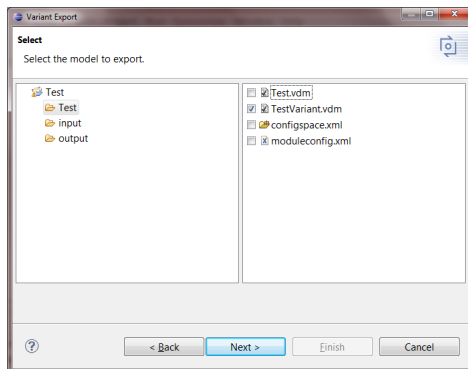 Variant Export
Select
Select the model to export.
Test
Test
input
output
Test.vdm
TestVariant.vdm
configspace.xml
moduleconfig.xml
?
< Back
Next >
Finish
Cancel